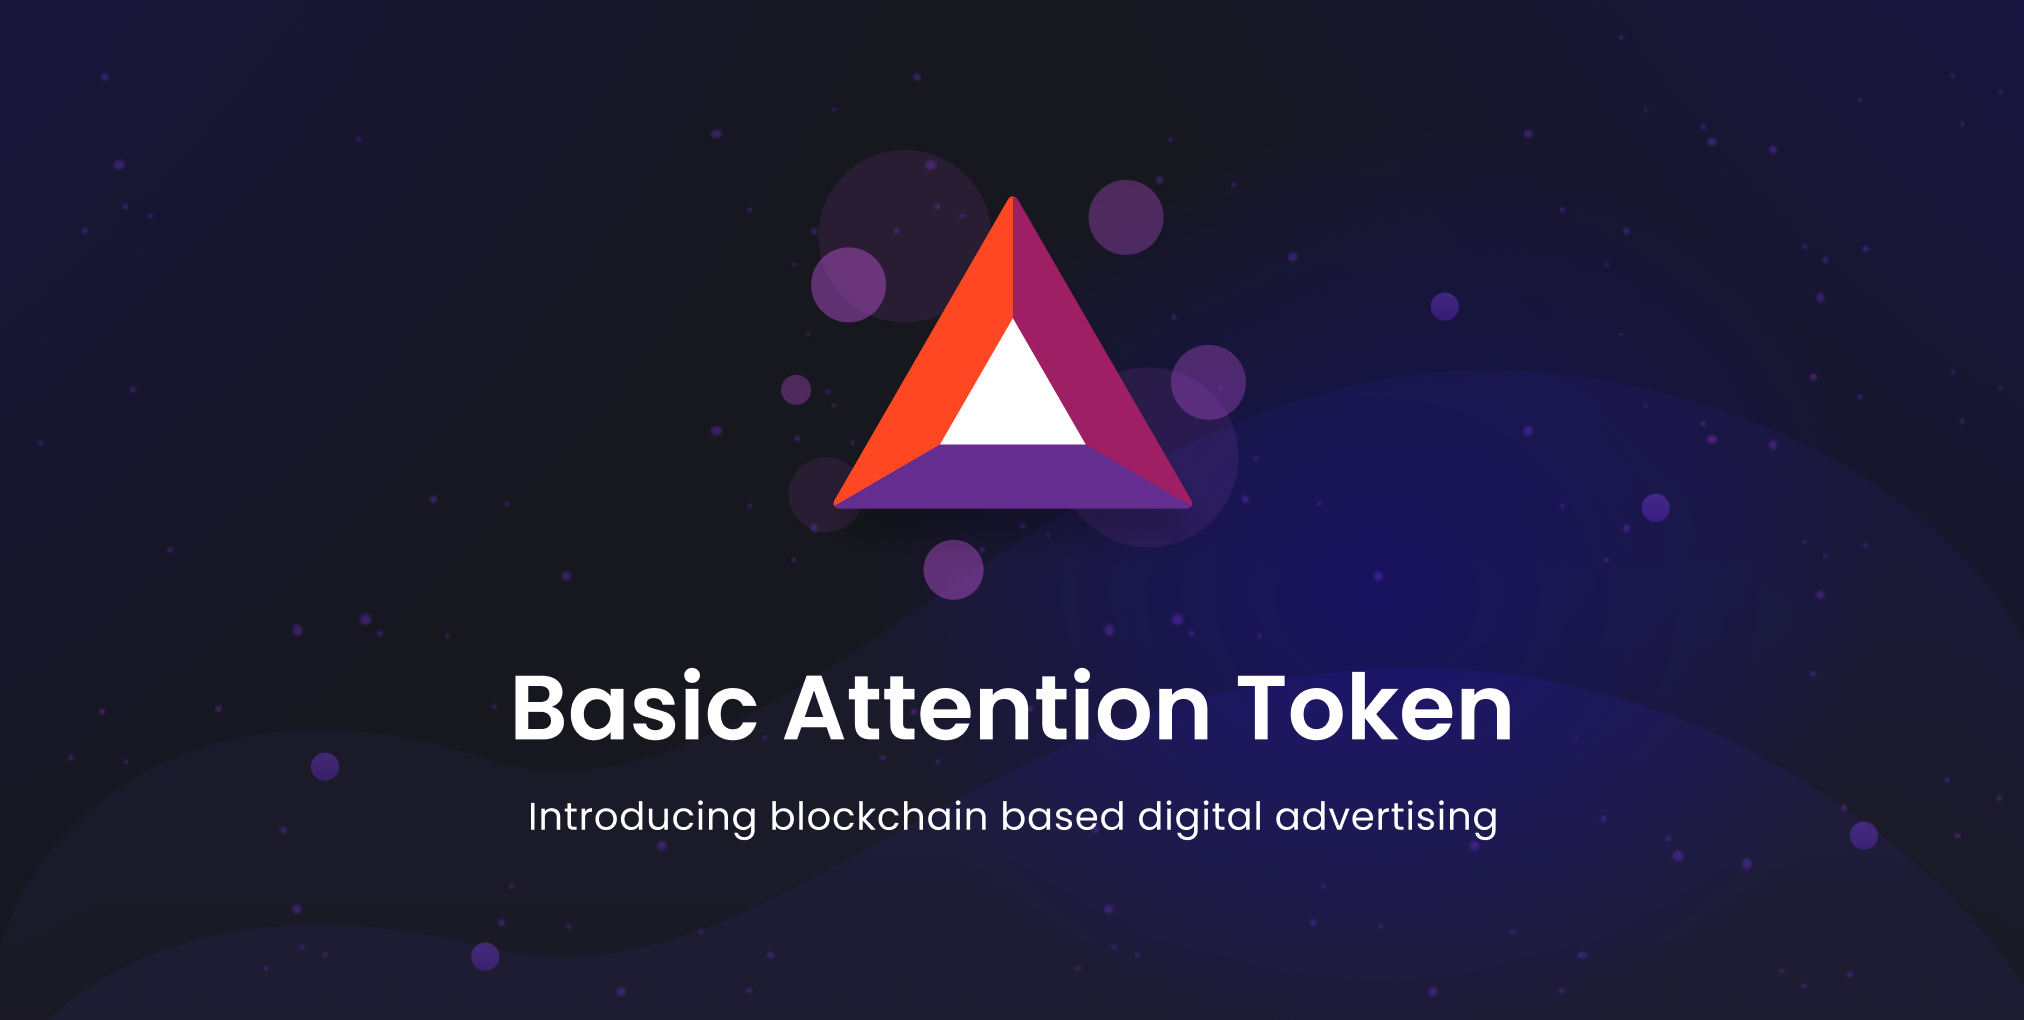 Basic Attention Token
Introducing blockchain based digital advertising